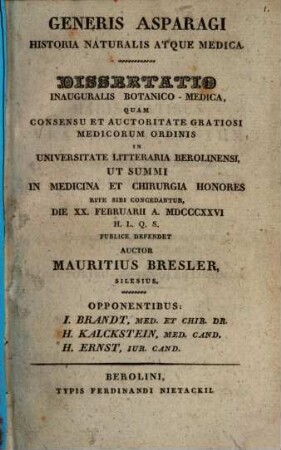 1.
GENERIS ASPARAGI
HISTORIA NATURALIS ATQUE MEDICA.
DISSERTATIO
INAUGURALIS BOTANICO-MEDICA,
QUAM
CONSENSU ET AUCTORITATE GRATIOSI
MEDICORUM ORDINIS
IN
UNIVERSITATE LITTERARIA BEROLINENSI,
UT SUMMI
IN MEDICINA ET CHIRURGIA HONORES
RITE SIBI CONCEDANTUR,
DIE XX. FEBRUARII A. MDCCCXXVI
H. L. Q. S.
PUBLICE DEFENDET
AUCTOR
MAURITIUS BRESLER,
SILESIUS.
OPPONENTIBUS:
I. BRANDT, MED. ET CHIR. DR.
H. KALCKSTEIN, MED. CAND.
H. ERNST, IUR. CAND.
BEROLINI,
TYPIS FERDINANDI NIETACKII.